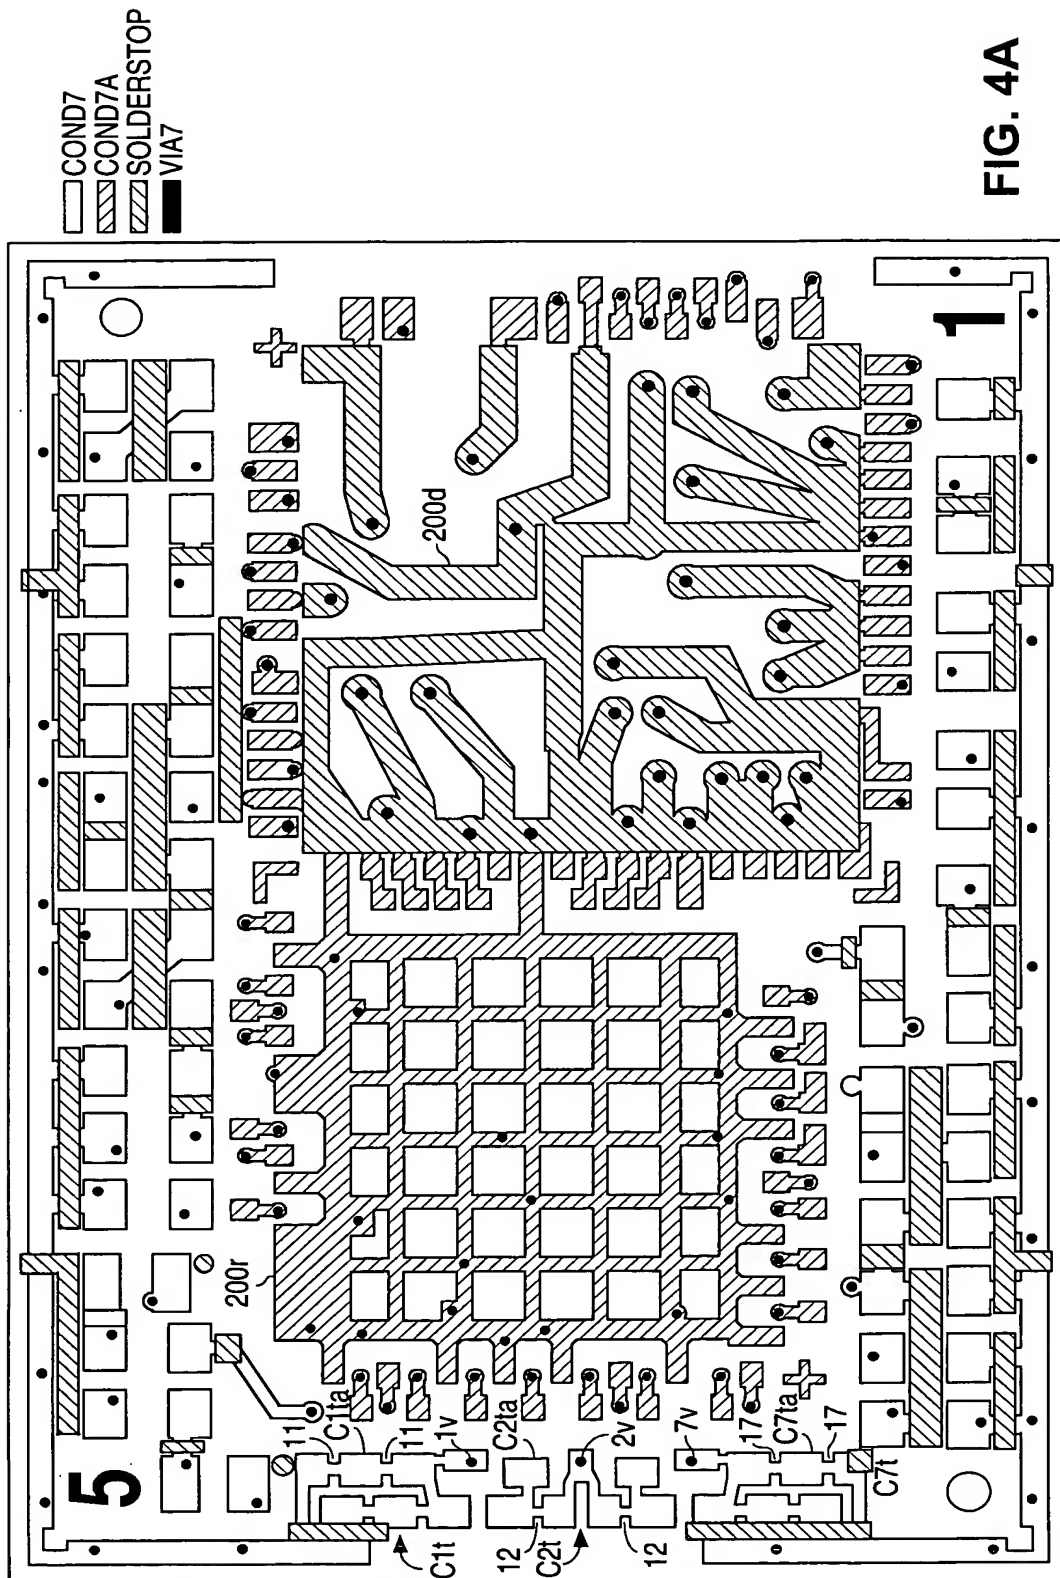 COND7
COND7A
SOLDERSTOP
VIA7
FIG. 4A
5
1
200d
200r
11
C1ta
11
1v
C2ta
2v
7v
17
C7ta
17
C1t
12
C2t
12
C7t